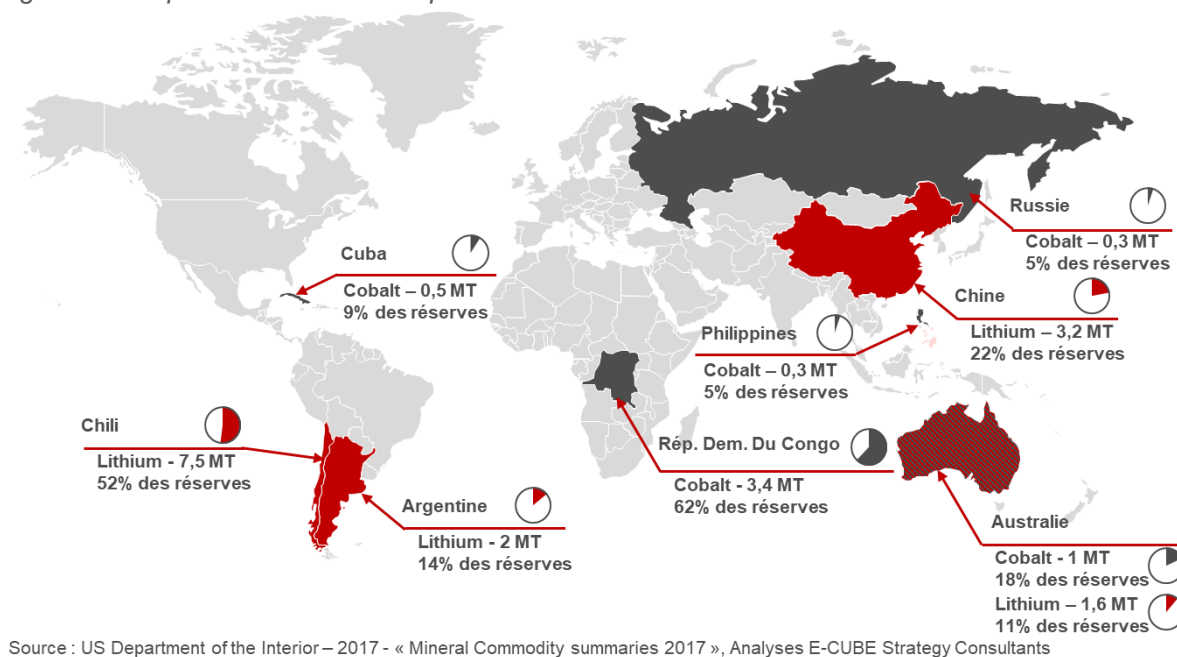 Russie
Cobalt – 0,3 MT
5% des réserves
Cuba
Cobalt – 0,5 MT
9% des réserves
Chine
Lithium – 3,2 MT
22% des réserves
Philippines
Cobalt – 0,3 MT
5% des réserves
Chili
Lithium - 7,5 MT
52% des réserves
Rép. Dem. Du Congo
Cobalt - 3,4 MT
62% des réserves
Argentine
Lithium - 2 MT
14% des réserves
Australie
Cobalt - 1 MT
18% des réserves
Lithium – 1,6 MT
11% des réserves
Source : US Department of the Interior – 2017 - « Mineral Commodity summaries 2017 », Analyses E-CUBE Strategy Consultants